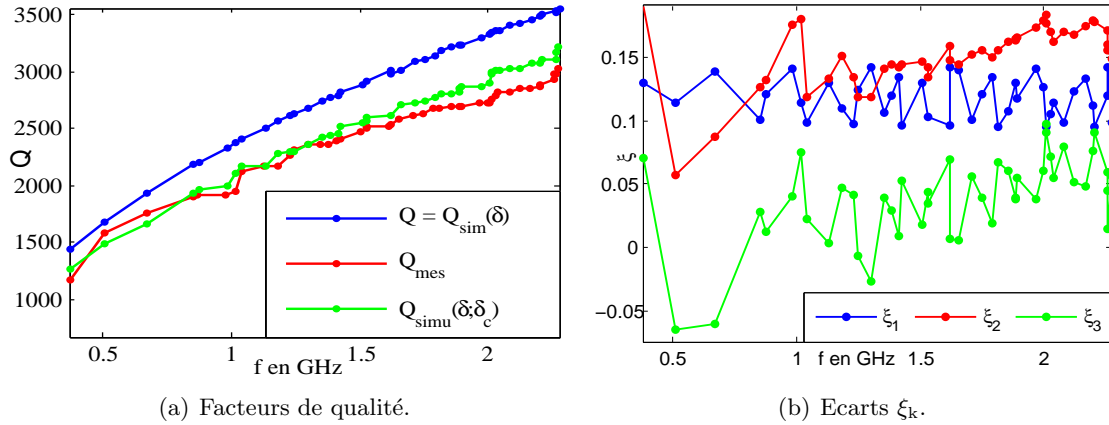 3500
3000
2500
2000
1500
1000
Q
0.5
1
1.5
2
f en GHz
Q = Q_sim(δ)
Q_mes
Q_simu(δ;δ_c)
(a) Facteurs de qualité.
0.15
0.1
ξ
0.05
0
−0.05
0.5
1
f en GHz
1.5
2
ξ_1
ξ_2
ξ_3
(b) Ecarts ξ_k.